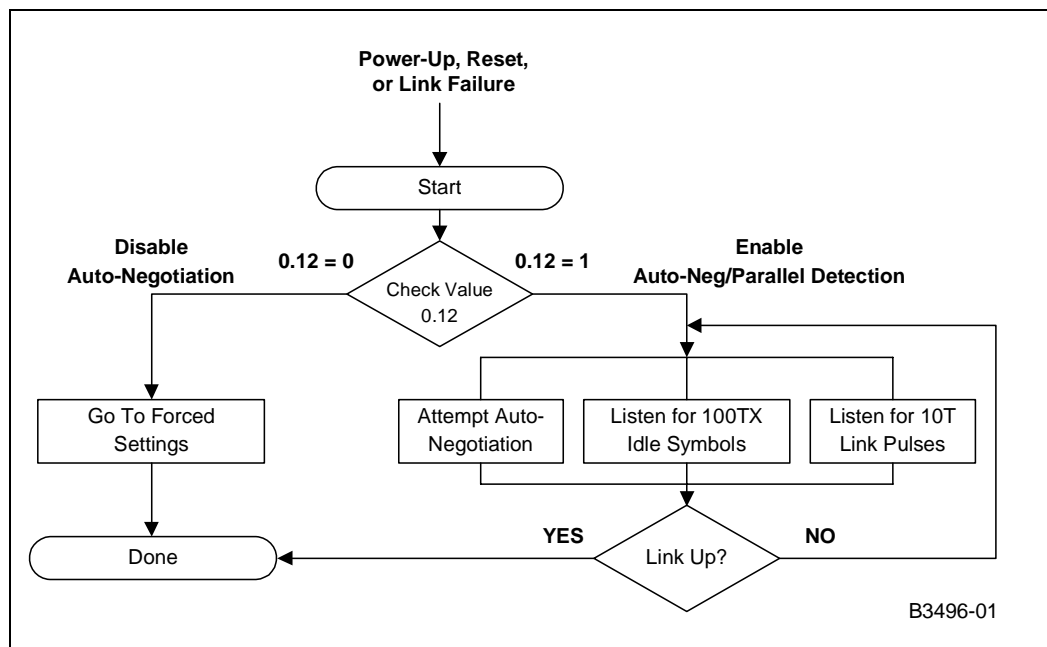 Power-Up, Reset,
or Link Failure
Start
Disable
Auto-Negotiation
0.12 = 0
0.12 = 1
Enable
Auto-Neg/Parallel Detection
Check Value
0.12
Go To Forced
Settings
Attempt Auto-
Negotiation
Listen for 100TX
Idle Symbols
Listen for 10T
Link Pulses
Done
YES
Link Up?
NO
B3496-01